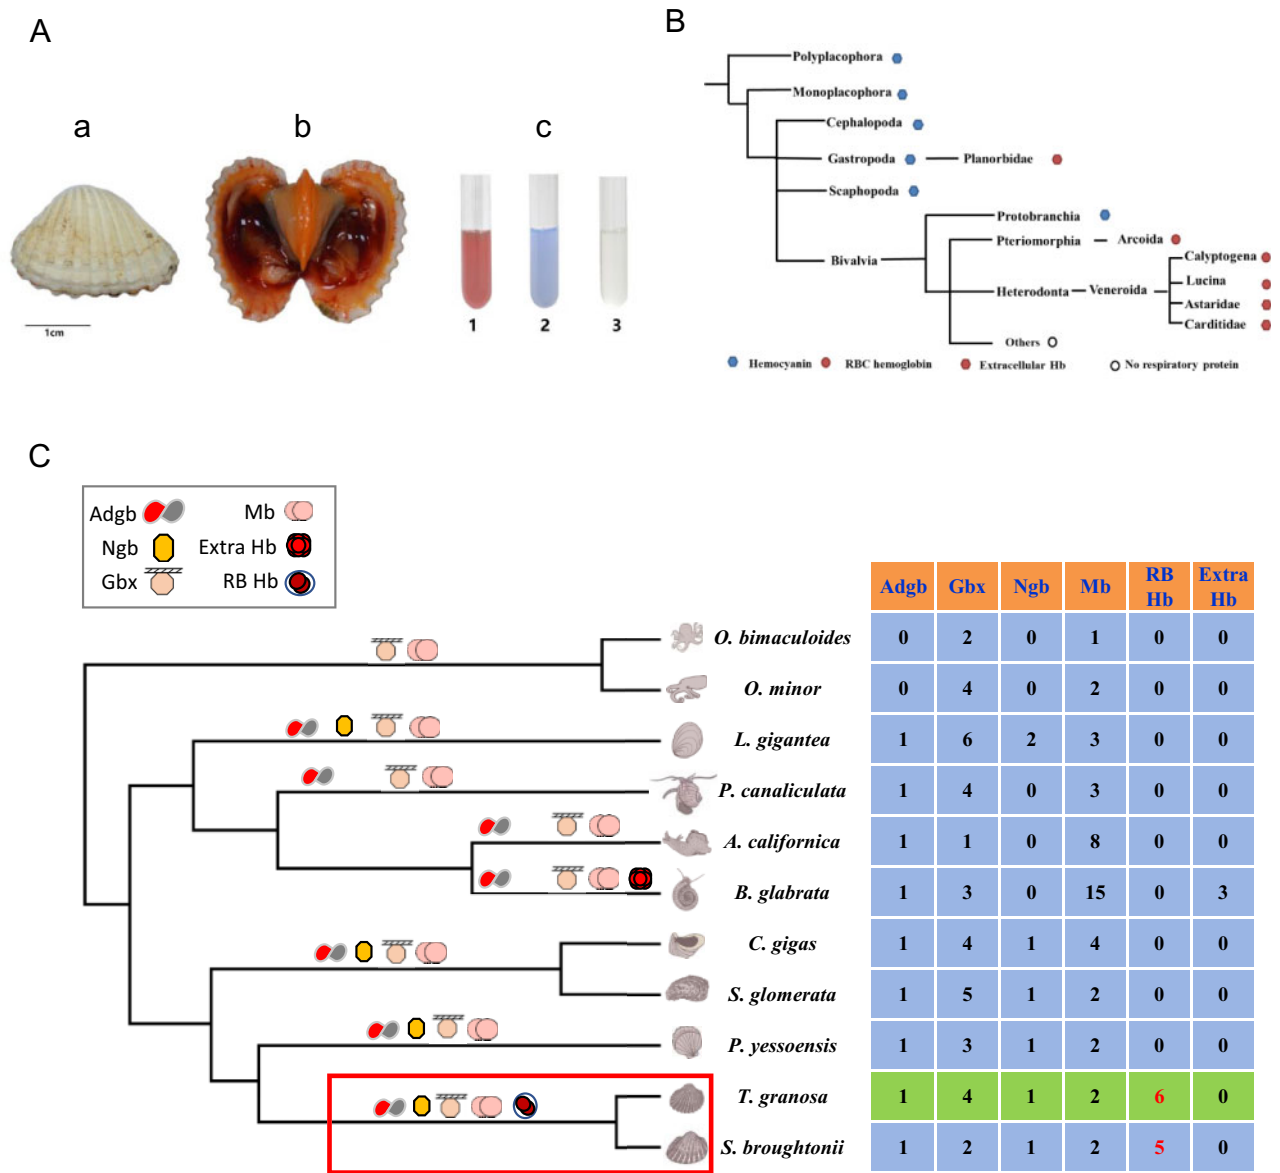 A
a
b
c
1cm
1
2
3
B
Polyplacophora
Monoplacophora
Cephalopoda
Gastropoda
Planorbidae
Scaphopoda
Protobranchia
Pteriomorphia
Arcoida
Bivalvia
Calyptogena
Lucina
Heterodonta
Veneroida
Astaridae
Carditidae
Others
Hemocyanin
RBC hemoglobin
Extracellular Hb
No respiratory protein
C
Adgb
Mb
Ngb
Extra Hb
Gbx
RB Hb
Adgb Gbx Ngb Mb RB Hb Extra Hb
O. bimaculoides 0 2 0 1 0 0
O. minor 0 4 0 2 0 0
L. gigantea 1 6 2 3 0 0
P. canaliculata 1 4 0 3 0 0
A. californica 1 1 0 8 0 0
B. glabrata 1 3 0 15 0 3
C. gigas 1 4 1 4 0 0
S. glomerata 1 5 1 2 0 0
P. yessoensis 1 3 1 2 0 0
T. granosa 1 4 1 2 6 0
S. broughtonii 1 2 1 2 5 0